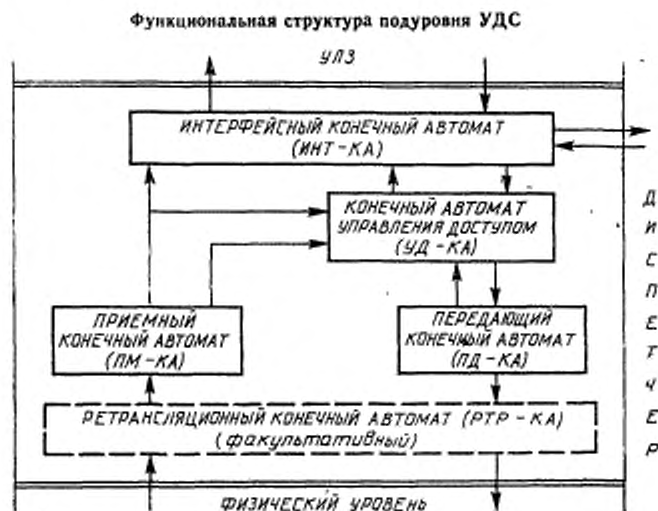 Функциональная структура подуровня УДС
УЛЗ
ИНТЕРФЕЙСНЫЙ КОНЕЧНЫЙ АВТОМАТ
(ИНТ-КА)
КОНЕЧНЫЙ АВТОМАТ
УПРАВЛЕНИЯ ДОСТУПОМ
(УД-КА)
ДИСПЕТЧЕР
ПРИЕМНЫЙ
КОНЕЧНЫЙ АВТОМАТ
(ПМ-КА)
ПЕРЕДАЮЩИЙ
КОНЕЧНЫЙ АВТОМАТ
(ПД-КА)
РЕТРАНСЛЯЦИОННЫЙ КОНЕЧНЫЙ АВТОМАТ (РТР-КА)
(факультативный)
ФИЗИЧЕСКИЙ УРОВЕНЬ